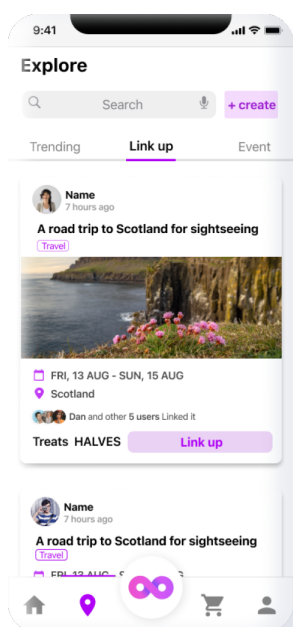 9:41
Explore
Search
+ create
Trending Link up Event
Name
7 hours ago
A road trip to Scotland for sightseeing
Travel
FRI, 13 AUG - SUN, 15 AUG
Scotland
Dan and other 5 users Linked it
Treats HALVES Link up
Name
7 hours ago
A road trip to Scotland for sightseeing
Travel